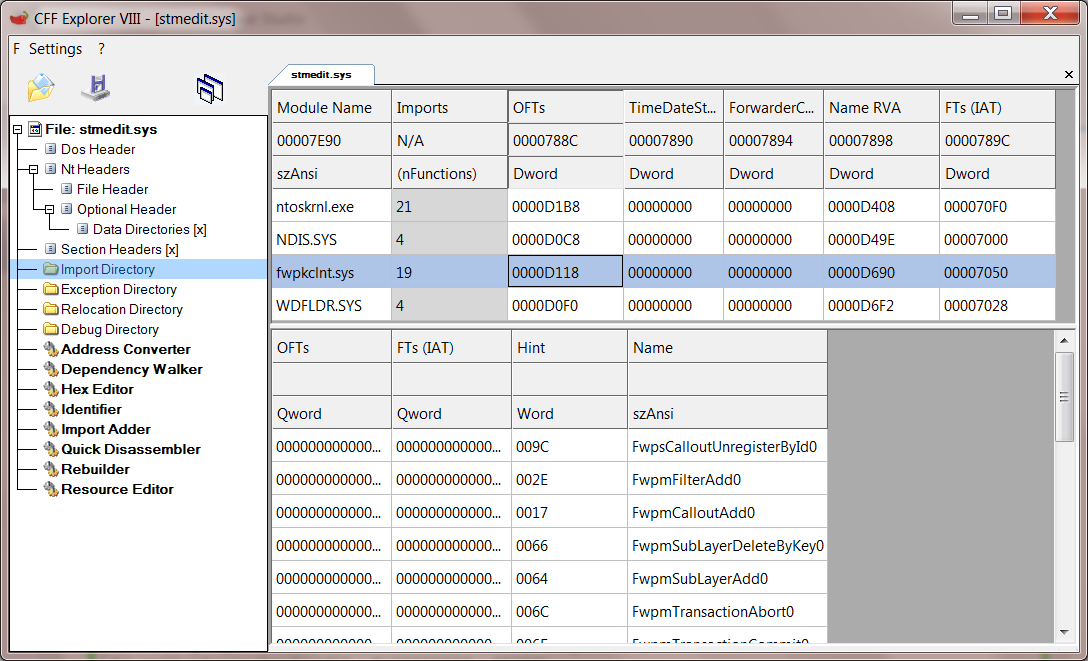 CFF Explorer VIII - [stmedit.sys]
F Settings ?
stmedit.sys
File: stmedit.sys
Dos Header
Nt Headers
File Header
Optional Header
Data Directories [x]
Section Headers [x]
Import Directory
Exception Directory
Relocation Directory
Debug Directory
Address Converter
Dependency Walker
Hex Editor
Identifier
Import Adder
Quick Disassembler
Rebuilder
Resource Editor
Module Name Imports OFTs TimeDateSt... ForwarderC... Name RVA FTs (IAT)
00007E90 N/A 0000788C 00007890 00007894 00007898 0000789C
szAnsi (nFunctions) Dword Dword Dword Dword Dword
ntoskrnl.exe 21 0000D1B8 00000000 00000000 0000D408 000070F0
NDIS.SYS 4 0000D0C8 00000000 00000000 0000D49E 00007000
fwpkclnt.sys 19 0000D118 00000000 00000000 0000D690 00007050
WDFLDR.SYS 4 0000D0F0 00000000 00000000 0000D6F2 00007028
OFTs FTs (IAT) Hint Name
Qword Qword Word szAnsi
000000000000... 000000000000... 009C FwpsCalloutUnregisterById0
000000000000... 000000000000... 002E FwpmFilterAdd0
000000000000... 000000000000... 0017 FwpmCalloutAdd0
000000000000... 000000000000... 0066 FwpmSubLayerDeleteByKey0
000000000000... 000000000000... 0064 FwpmSubLayerAdd0
000000000000... 000000000000... 006C FwpmTransactionAbort0
000000000000... 000000000000... 006E FwpmTransactionCommit0